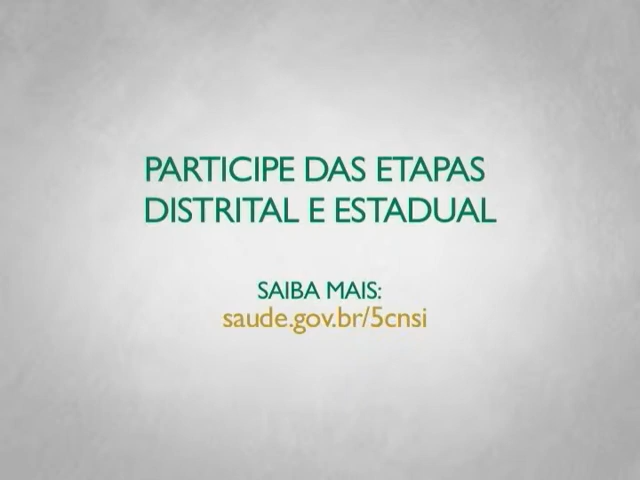 PARTICIPE DAS ETAPAS
DISTRITAL E ESTADUAL
SAIBA MAIS:
saude.gov.br/5cnsi